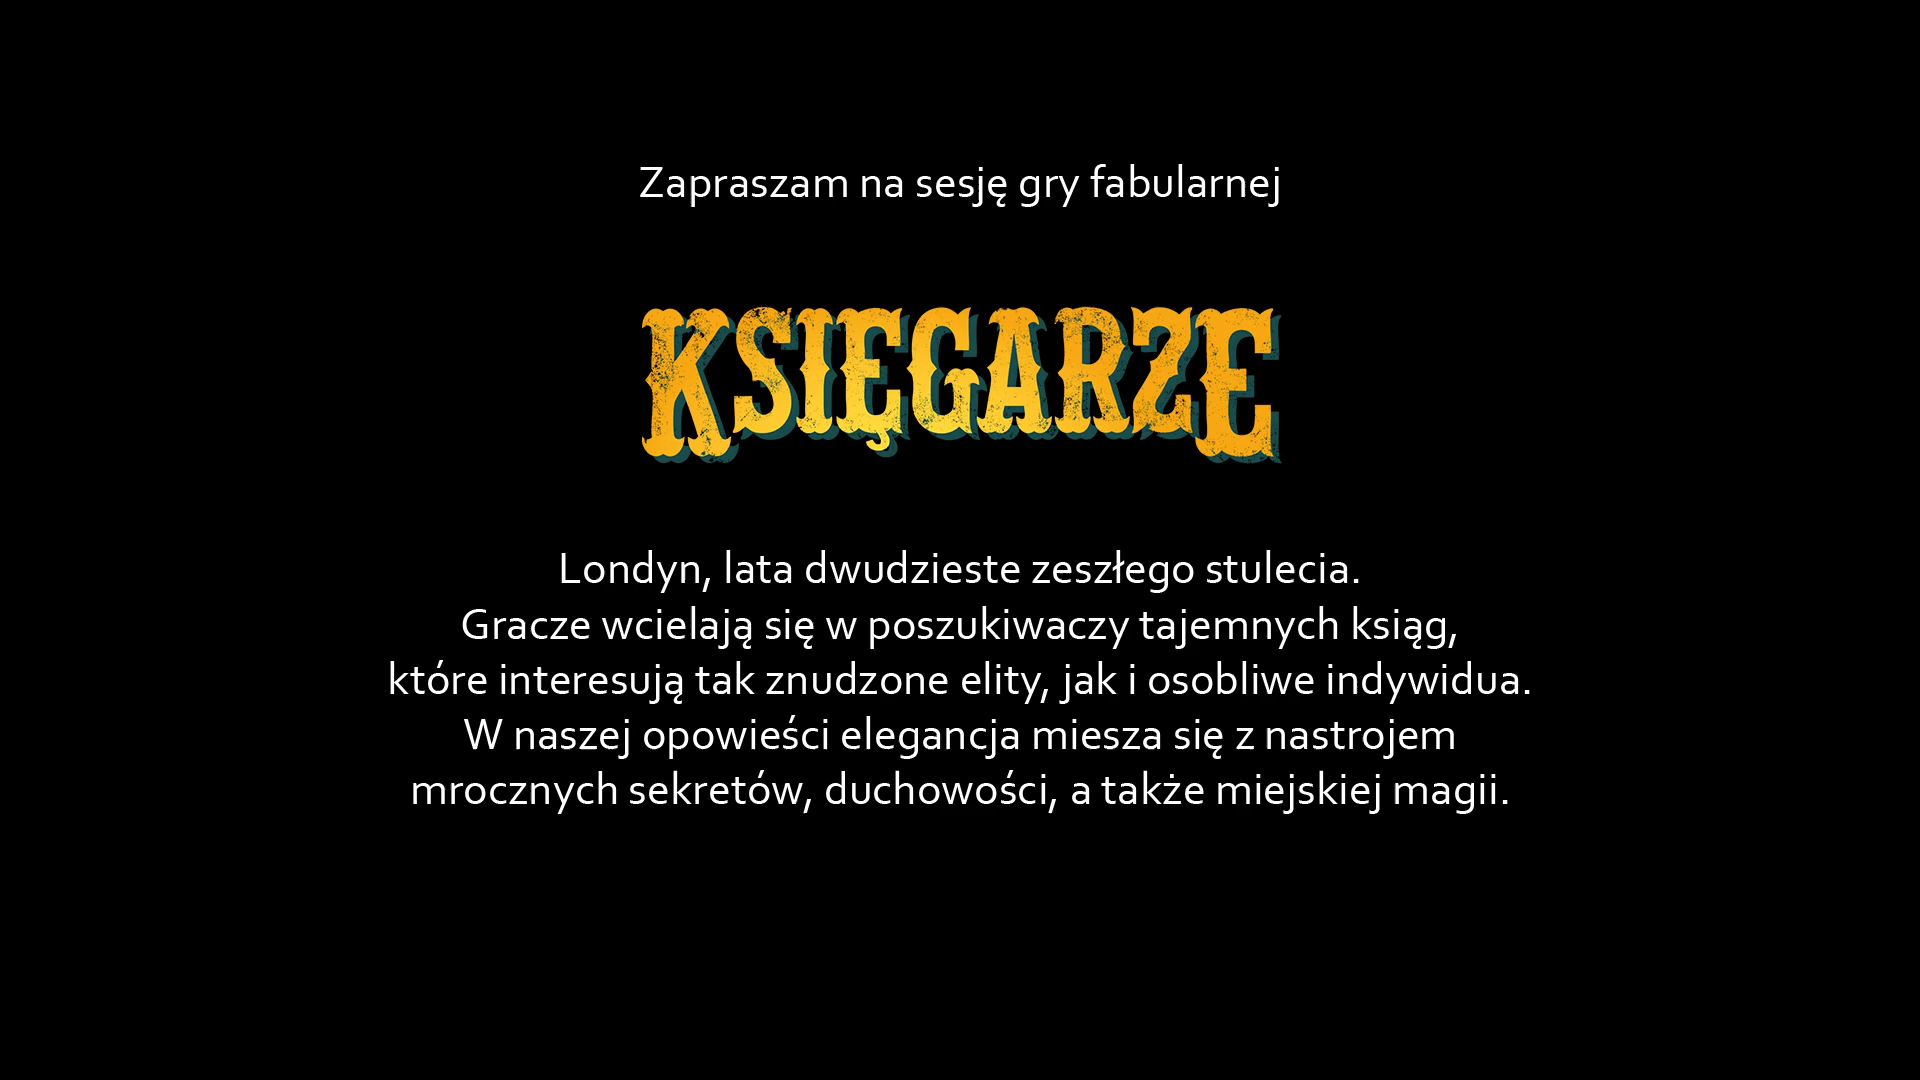 Zapraszam na sesję gry fabularnej
KSIĘGARZE
Londyn, lata dwudzieste zeszłego stulecia.
Gracze wcielają się w poszukiwaczy tajemnych ksiąg,
które interesują tak znudzone elity, jak i osobliwe indywidua.
W naszej opowieści elegancja miesza się z nastrojem
mrocznych sekretów, duchowości, a także miejskiej magii.